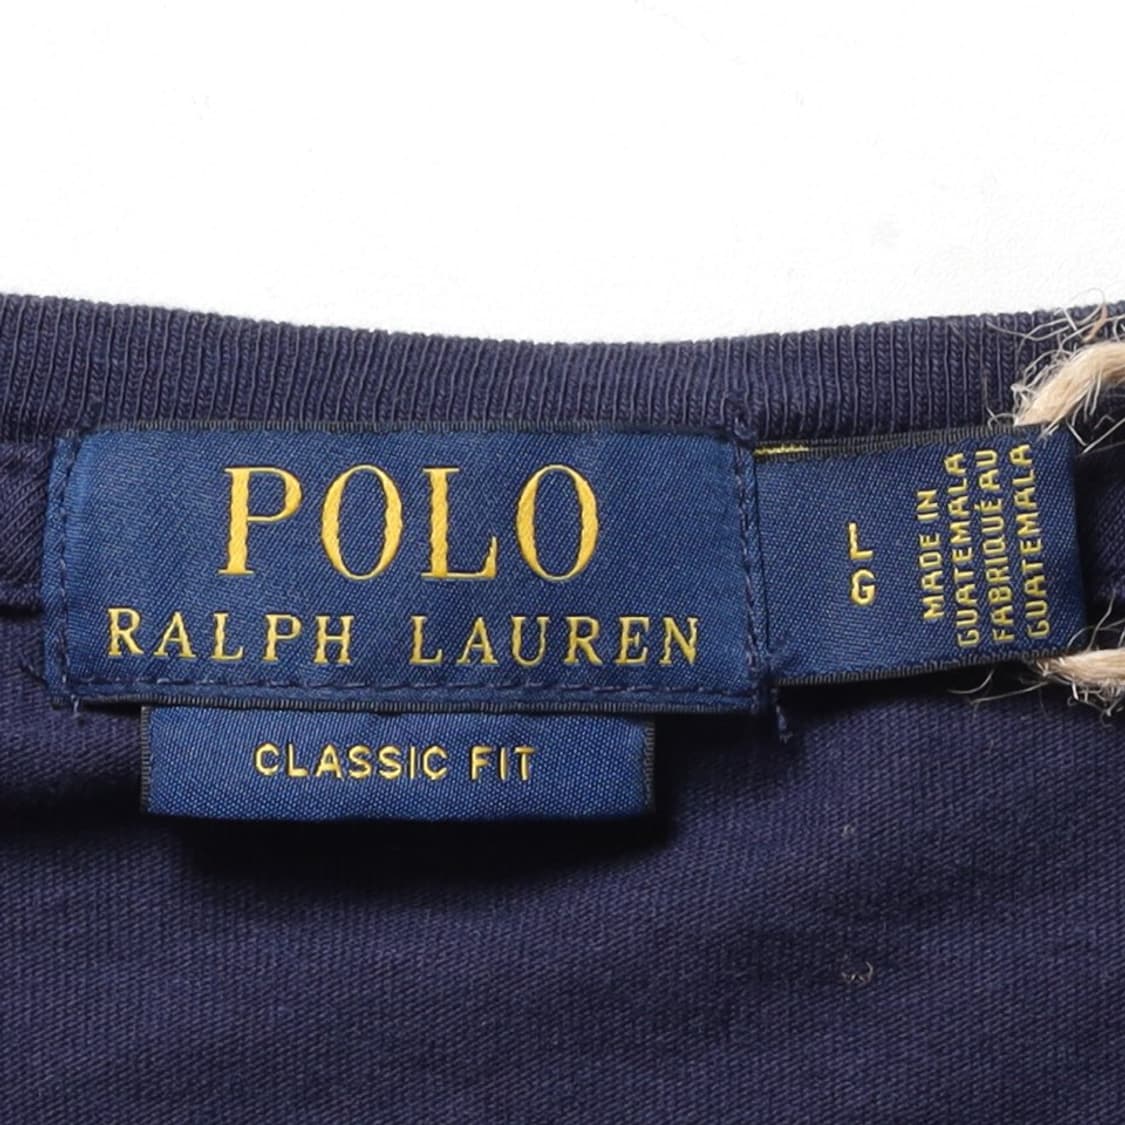 POLO
RALPH LAUREN
CLASSIC FIT
L
G
MADE IN
GUATEMALA
FABRIQUÉ AU
GUATEMALA